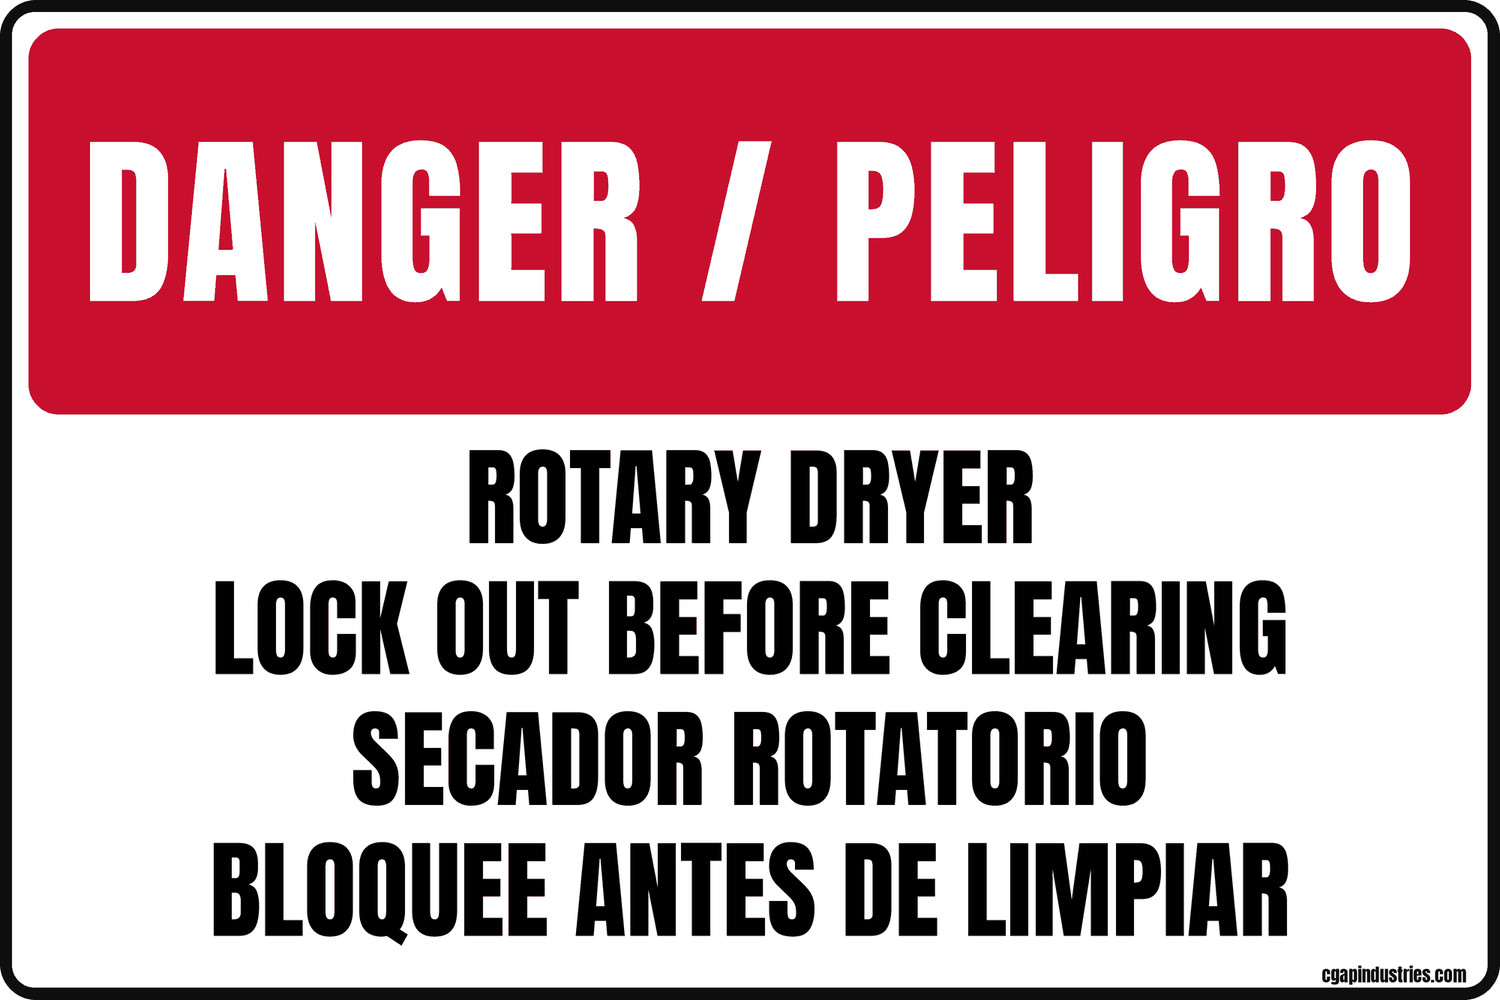 DANGER / PELIGRO
ROTARY DRYER
LOCK OUT BEFORE CLEARING
SECADOR ROTATORIO
BLOQUEE ANTES DE LIMPIAR
cgapindustries.com